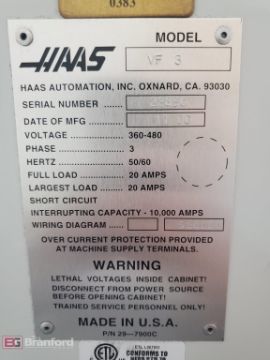 0383
HAAS
MODEL
VF 3
HAAS AUTOMATION, INC. OXNARD, CA. 93030
SERIAL NUMBER
DATE OF MFG
VOLTAGE 360-480
PHASE 3
HERTZ 50/60
FULL LOAD 20 AMPS
LARGEST LOAD 20 AMPS
SHORT CIRCUIT
INTERRUPTING CAPACITY - 10,000 AMPS
WIRING DIAGRAM
OVER CURRENT PROTECTION PROVIDED
AT MACHINE SUPPLY TERMINALS.
WARNING
LETHAL VOLTAGES INSIDE CABINET!
DISCONNECT FROM POWER SOURCE
BEFORE OPENING CABINET!
TRAINED SERVICE PERSONNEL ONLY!
MADE IN U.S.A.
P/N 29-7900C
EG Branford